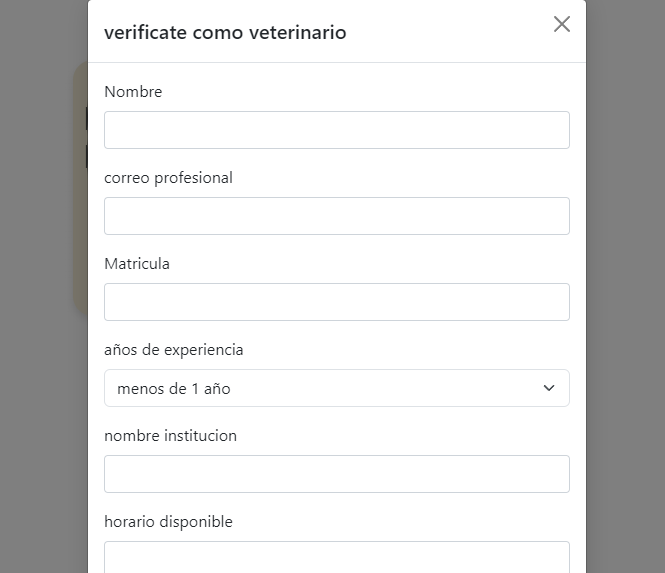 verificate como veterinario
Nombre
correo profesional
Matricula
años de experiencia
menos de 1 año
nombre institucion
horario disponible